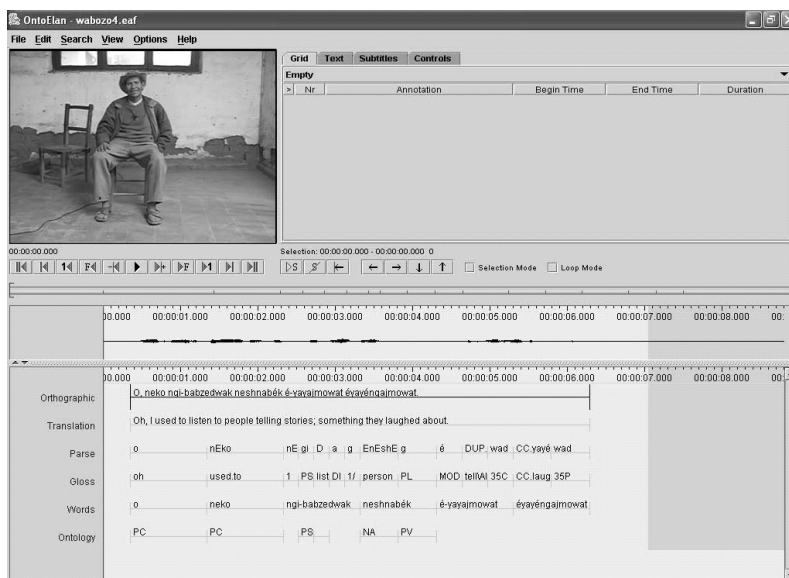 OntoElan - wabozo4.eaf
File Edit Search View Options Help
Grid Text Subtitles Controls
Empty
> Nr Annotation Begin Time End Time Duration
00:00:00.000
Selection: 00:00:00.000 - 00:00:00.000 0
Selection Mode Loop Mode
00.000 00:00:01.000 00:00:02.000 00:00:03.000 00:00:04.000 00:00:05.000 00:00:06.000 00:00:07.000 00:00:08.000 00:
00.000 00:00:01.000 00:00:02.000 00:00:03.000 00:00:04.000 00:00:05.000 00:00:06.000 00:00:07.000 00:00:08.000 00:
Orthographic O, neko ngi-babzedwak neshnabék é-yayajmowat éyayéngajmowat.
Translation Oh, I used to listen to people telling stories; something they laughed about.
Parse o nEko nE gi D a g EnEshE g é DUP. wad CC.yayé wad
Gloss oh used.to 1 PS list DI 1/ person PL MOD tell\AI 35C CC.laug 35P
Words o neko ngi-babzedwak neshnabék é-yayajmowat éyayéngajmowat
Ontology PC PC PS NA PV